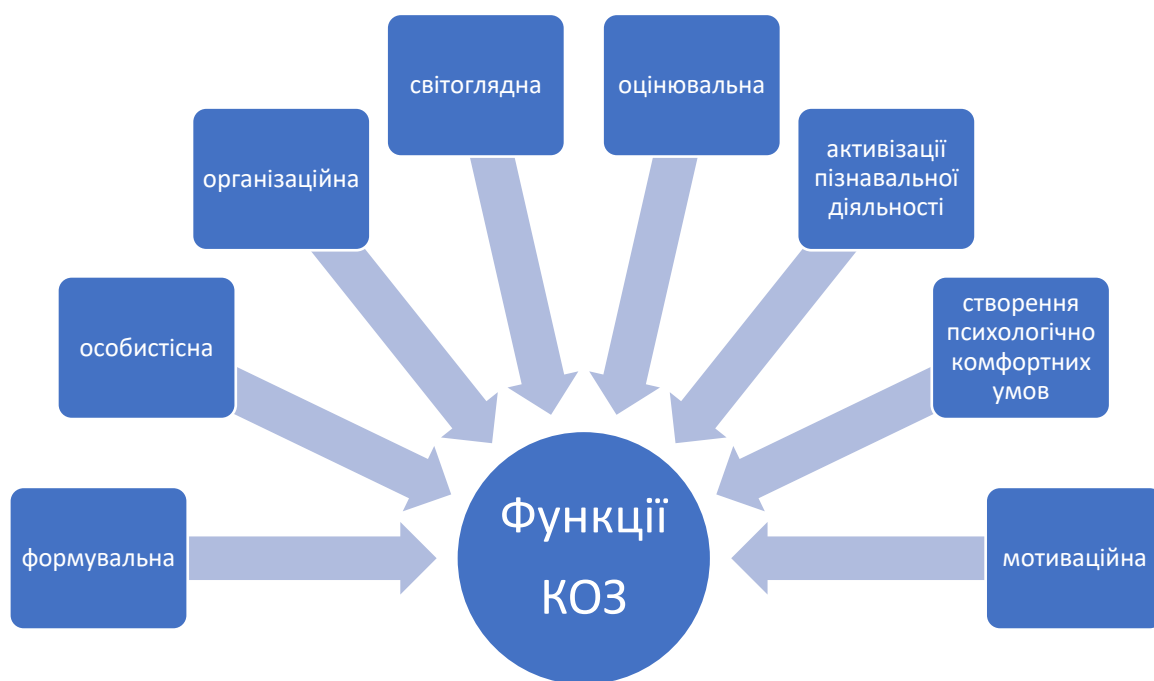 світоглядна
оцінювальна
організаційна
активізації
пізнавальної
діяльності
особистісна
створення
психологічно
комфортних
умов
формувальна
Функції
КОЗ
мотиваційна